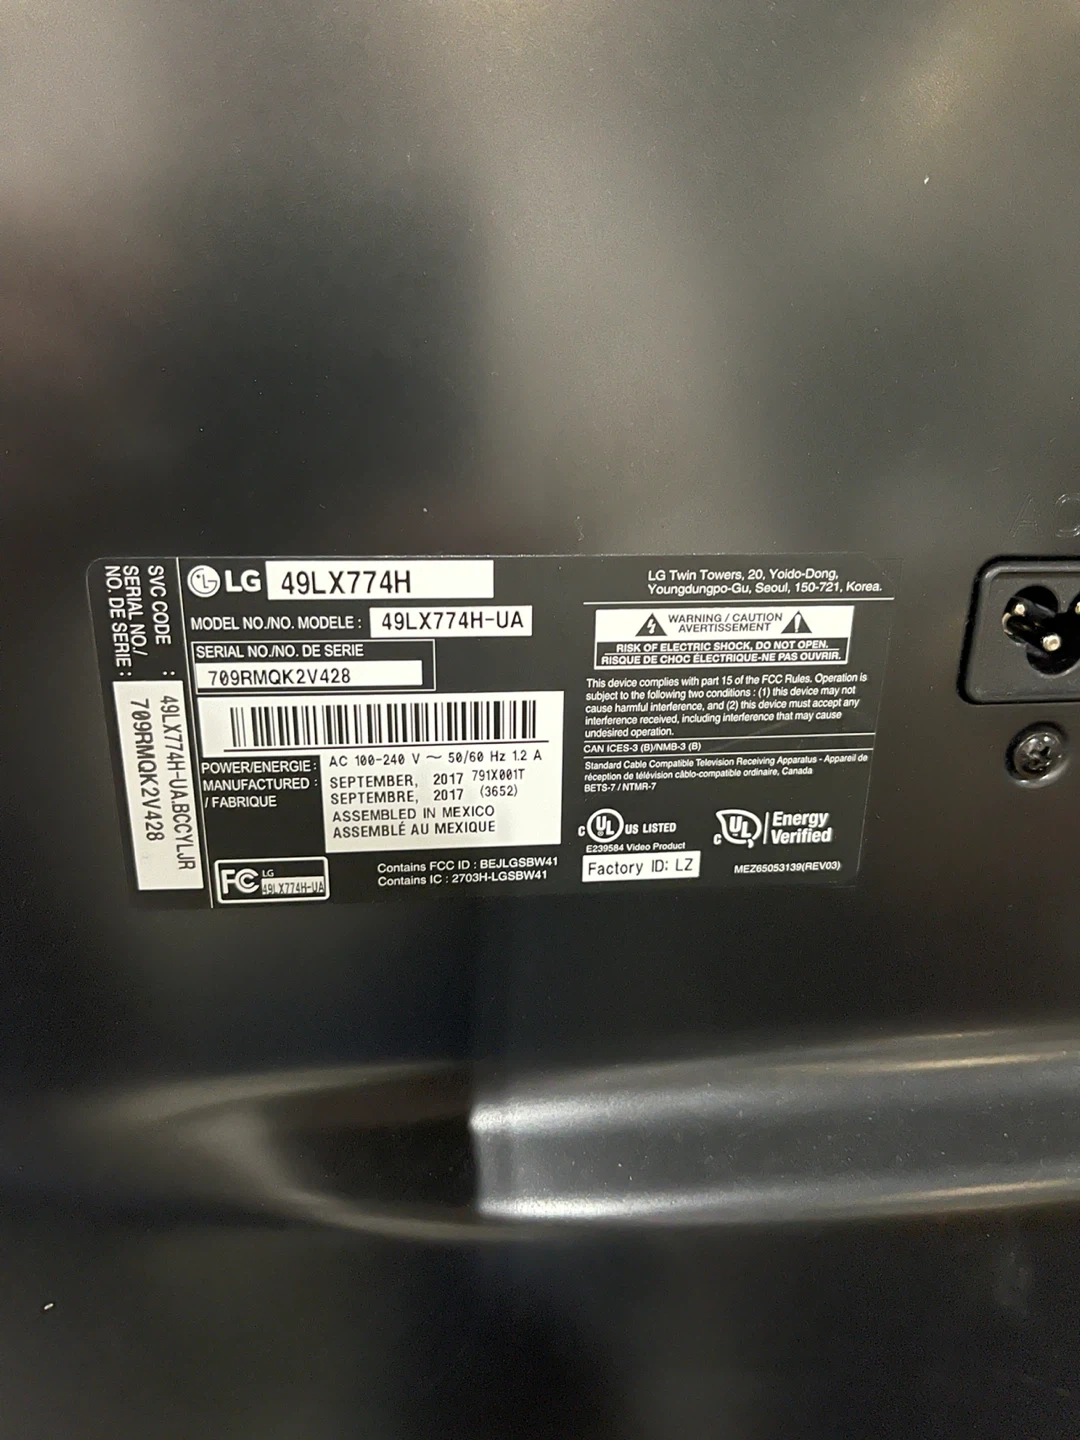 SVC CODE : 49LX774H-UA.BCCYLJR
SERIAL NO./
NO. DE SERIE : 709RMQK2V428
LG 49LX774H
MODEL NO./NO. MODELE : 49LX774H-UA
SERIAL NO./NO. DE SERIE
709RMQK2V428
POWER/ENERGIE : AC 100-240 V ~ 50/60 Hz 1.2 A
MANUFACTURED : SEPTEMBER, 2017 791X001T
/ FABRIQUE SEPTEMBRE, 2017 (3652)
ASSEMBLED IN MEXICO
ASSEMBLÉ AU MEXIQUE
FC LG
49LX774H-UA
Contains FCC ID : BEJLGSBW41
Contains IC : 2703H-LGSBW41
LG Twin Towers, 20, Yoido-Dong,
Youngdungpo-Gu, Seoul, 150-721, Korea.
WARNING / CAUTION
AVERTISSEMENT
RISK OF ELECTRIC SHOCK, DO NOT OPEN.
RISQUE DE CHOC ÉLECTRIQUE-NE PAS OUVRIR.
This device complies with part 15 of the FCC Rules. Operation is
subject to the following two conditions : (1) this device may not
cause harmful interference, and (2) this device must accept any
interference received, including interference that may cause
undesired operation.
CAN ICES-3 (B)/NMB-3 (B)
Standard Cable Compatible Television Receiving Apparatus - Appareil de
réception de télévision câblo-compatible ordinaire, Canada
BETS-7 / NTMR-7
C UL US LISTED
E239584 Video Product
Factory ID: LZ
C UL Energy
Verified
MEZ65053139(REV03)